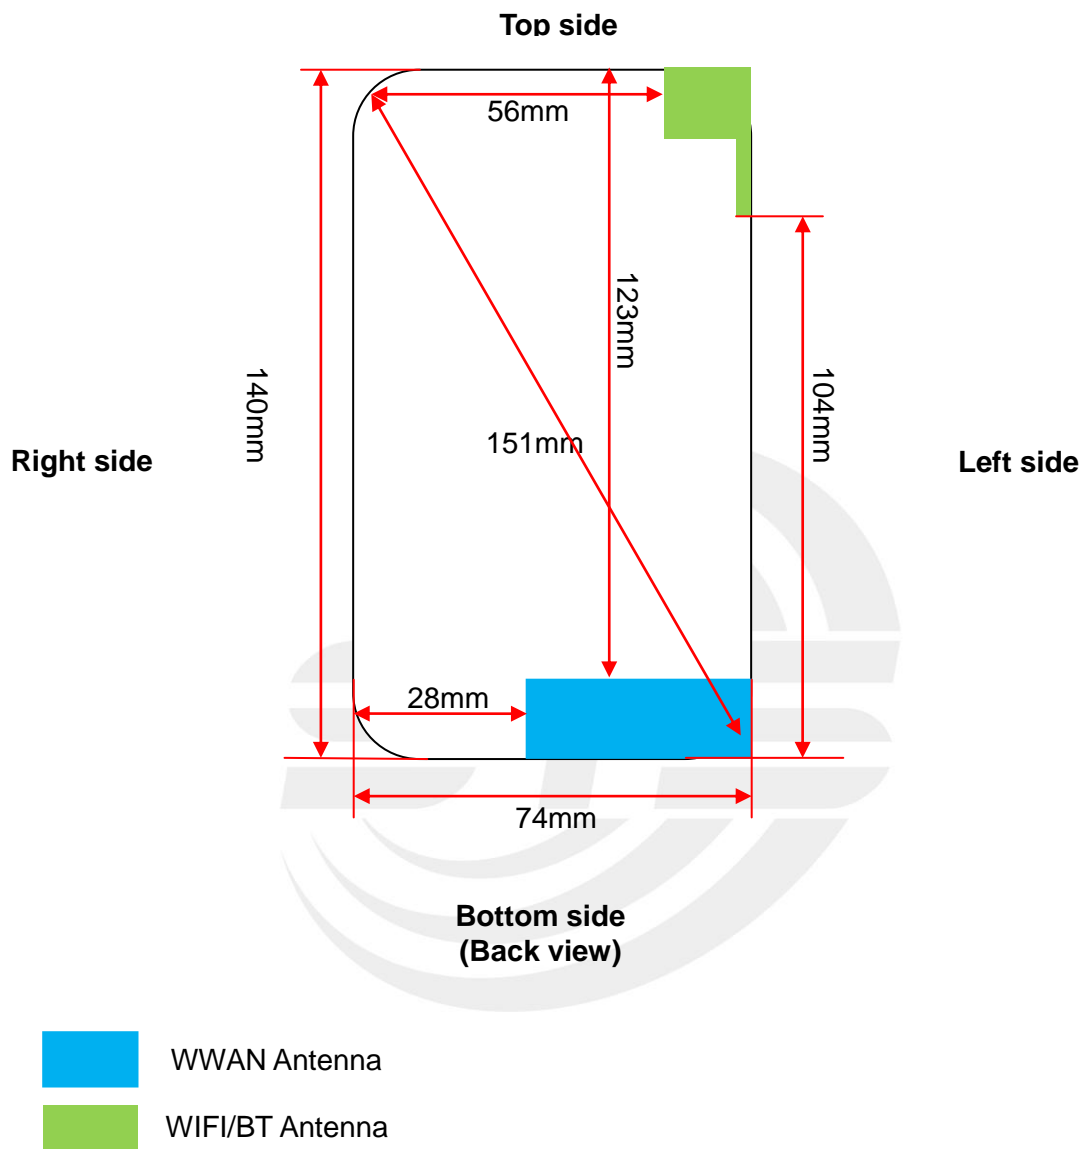 Top side
56mm
123mm
140mm
104mm
151mm
Right side
Left side
28mm
74mm
Bottom side
(Back view)
WWAN Antenna
WIFI/BT Antenna